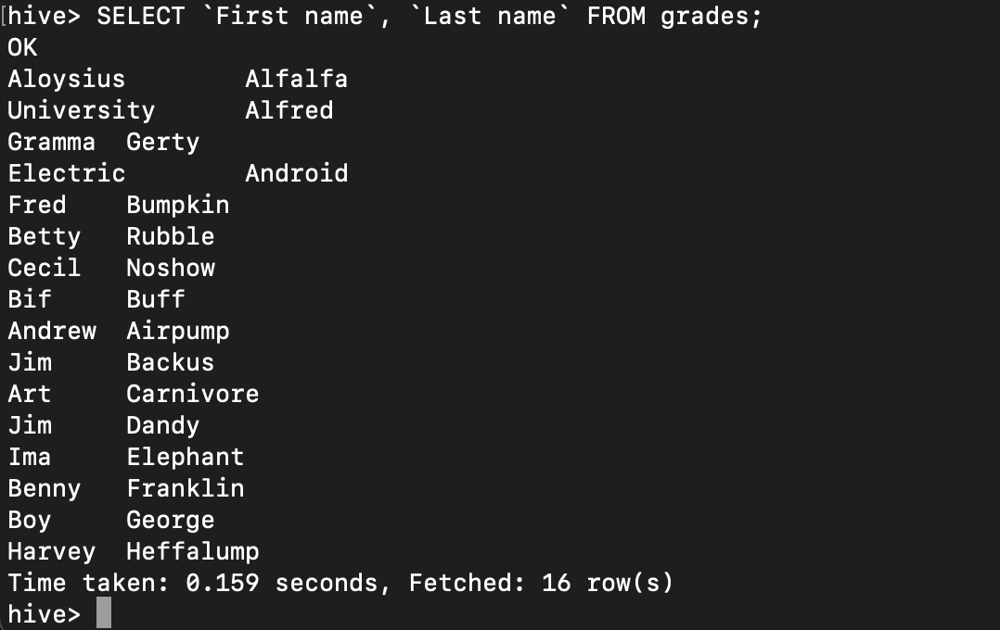 [hive> SELECT `First name`, `Last name` FROM grades;
OK
Aloysius	Alfalfa
University	Alfred
Gramma	Gerty
Electric	Android
Fred	Bumpkin
Betty	Rubble
Cecil	Noshow
Bif	Buff
Andrew	Airpump
Jim	Backus
Art	Carnivore
Jim	Dandy
Ima	Elephant
Benny	Franklin
Boy	George
Harvey	Heffalump
Time taken: 0.159 seconds, Fetched: 16 row(s)
hive>